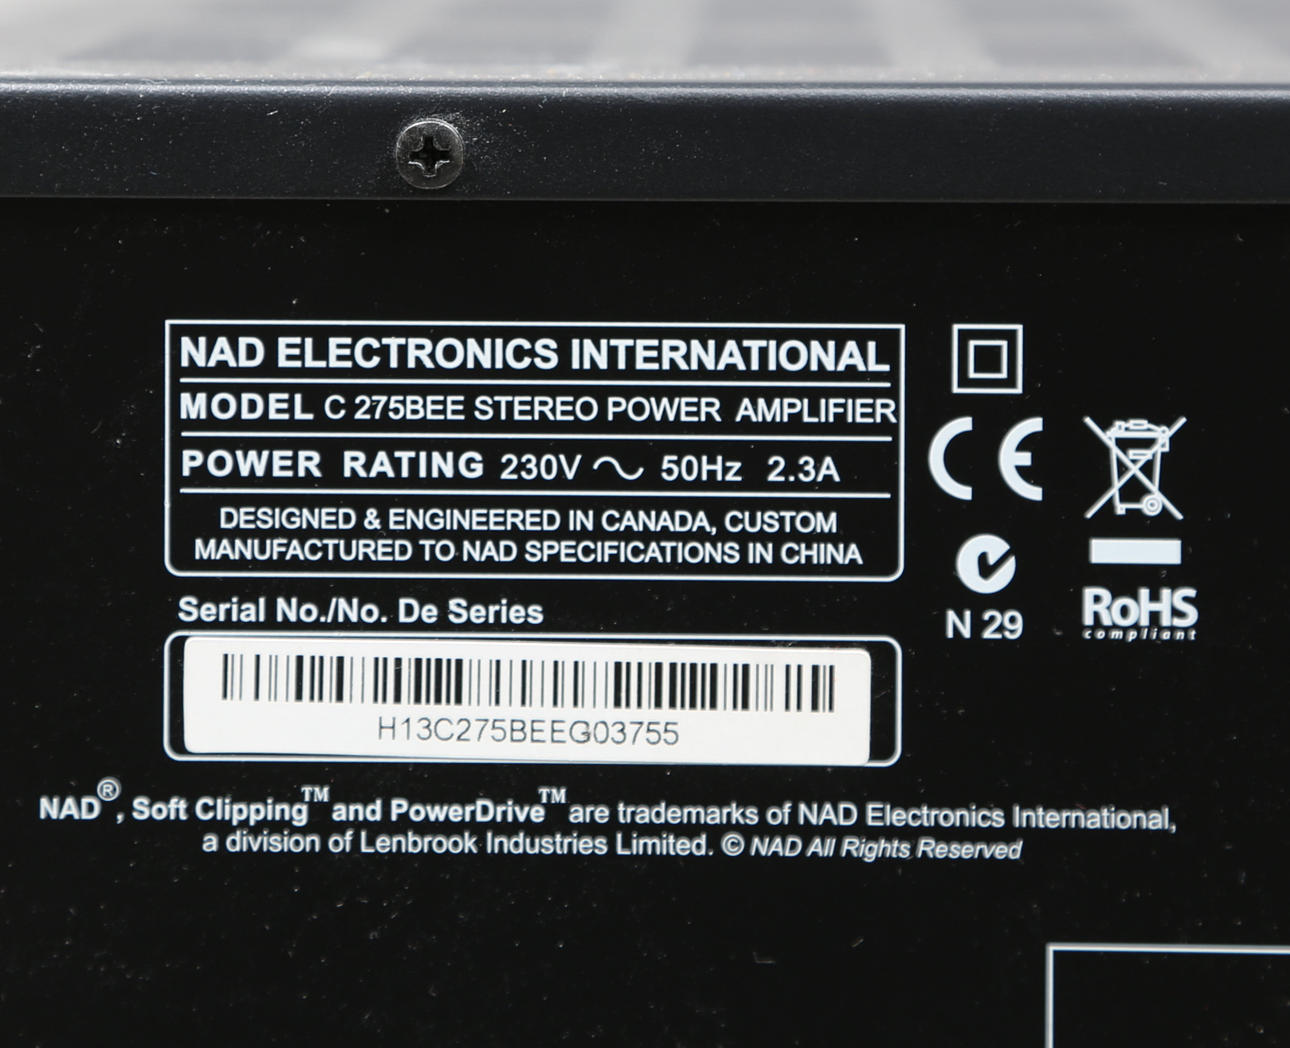 NAD ELECTRONICS INTERNATIONAL
MODEL C 275BEE STEREO POWER AMPLIFIER
POWER RATING 230V ~ 50Hz 2.3A
DESIGNED & ENGINEERED IN CANADA, CUSTOM
MANUFACTURED TO NAD SPECIFICATIONS IN CHINA
CE
N 29
RoHS
compliant
Serial No./No. De Series
H13C275BEEG03755
NAD®, Soft Clipping™ and PowerDrive™ are trademarks of NAD Electronics International,
a division of Lenbrook Industries Limited. © NAD All Rights Reserved